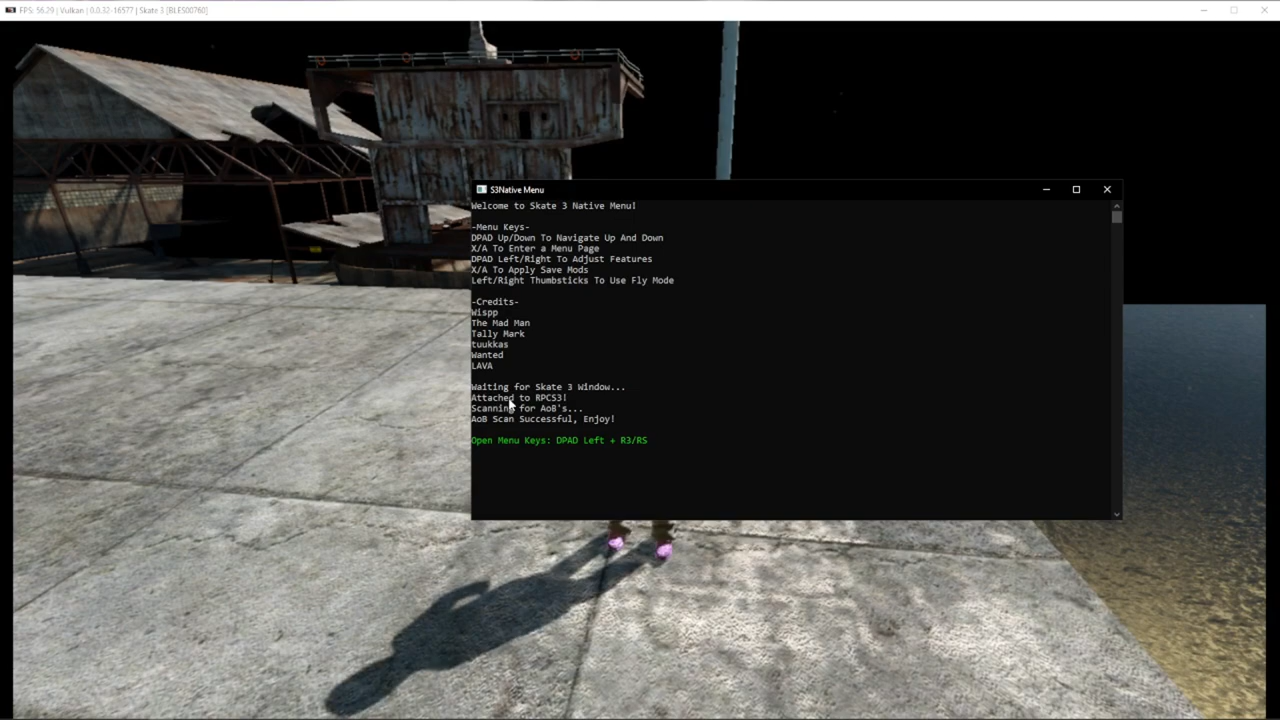 FPS: 56.29 | Vulkan | 0.0.32-16577 | Skate 3 [BLES00760]
S3Native Menu
Welcome to Skate 3 Native Menu!
-Menu Keys-
DPAD Up/Down To Navigate Up And Down
X/A To Enter a Menu Page
DPAD Left/Right To Adjust Features
X/A To Apply Save Mods
Left/Right Thumbsticks To Use Fly Mode
-Credits-
Wispp
The Mad Man
Tally Mark
tuukkas
Wanted
LAVA
Waiting for Skate 3 Window...
Attached to RPCS3!
Scanning for AoB's...
AoB Scan Successful, Enjoy!
Open Menu Keys: DPAD Left + R3/RS